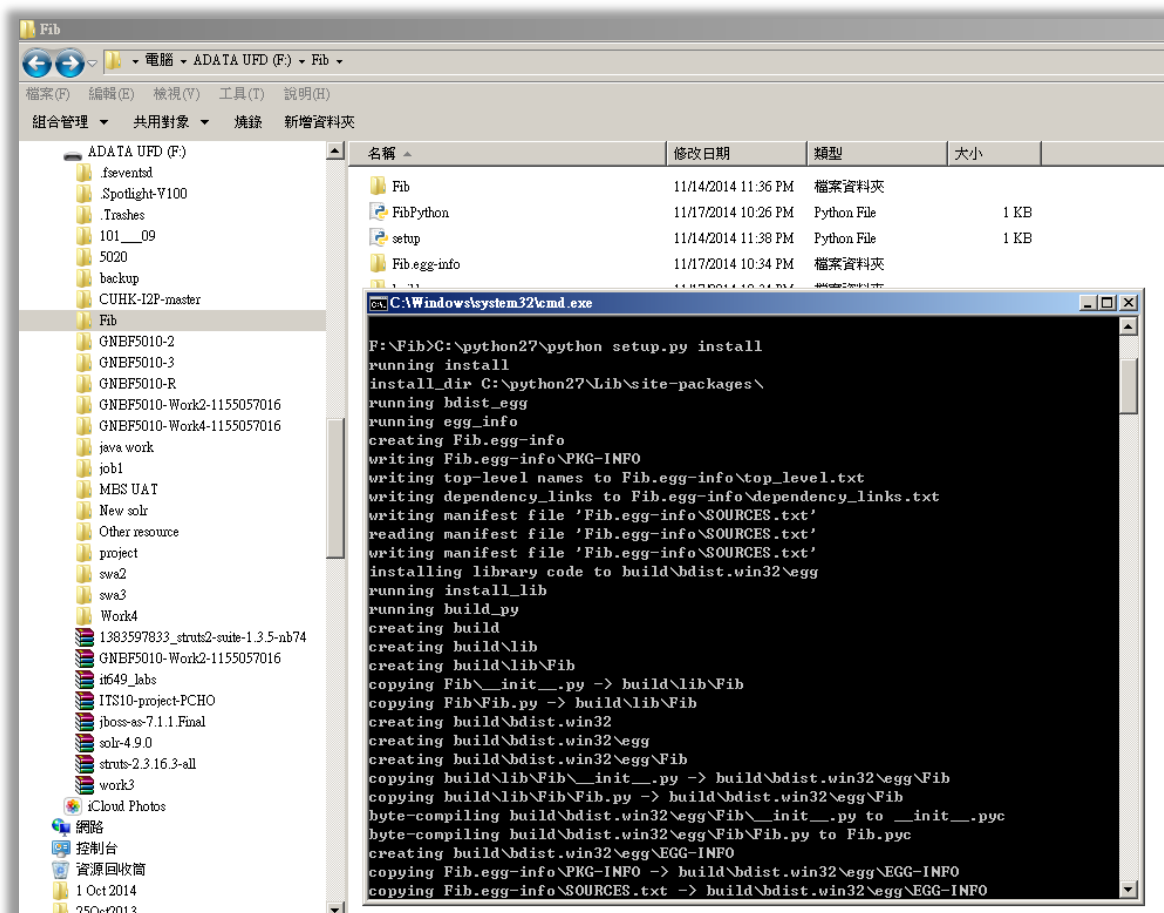 Fib
電腦 ADATA UFD (F:) Fib
檔案(F) 編輯(E) 檢視(V) 工具(T) 說明(H)
組合管理 共用對象 燒錄 新增資料夾
ADATA UFD (F:)
.fseventsd
.Spotlight-V100
.Trashes
101___09
5020
backup
CUHK-I2P-master
Fib
GNBF5010-2
GNBF5010-3
GNBF5010-R
GNBF5010-Work2-1155057016
GNBF5010-Work4-1155057016
java work
job1
MBS UAT
New solr
Other resource
project
swa2
swa3
Work4
1383597833_struts2-suite-1.3.5-nb74
GNBF5010-Work2-1155057016
it649_labs
ITS10-project-PCHO
jboss-as-7.1.1.Final
solr-4.9.0
struts-2.3.16.3-all
work3
iCloud Photos
網路
控制台
資源回收筒
1 Oct 2014
25Oct2013
名稱 修改日期 類型 大小
Fib 11/14/2014 11:36 PM 檔案資料夾
FibPython 11/17/2014 10:26 PM Python File 1 KB
setup 11/14/2014 11:38 PM Python File 1 KB
Fib.egg-info 11/17/2014 10:34 PM 檔案資料夾
C:\Windows\system32\cmd.exe
F:\Fib>C:\python27\python setup.py install
running install
install_dir C:\python27\Lib\site-packages\
running bdist_egg
running egg_info
creating Fib.egg-info
writing Fib.egg-info\PKG-INFO
writing top-level names to Fib.egg-info\top_level.txt
writing dependency_links to Fib.egg-info\dependency_links.txt
writing manifest file 'Fib.egg-info\SOURCES.txt'
reading manifest file 'Fib.egg-info\SOURCES.txt'
writing manifest file 'Fib.egg-info\SOURCES.txt'
installing library code to build\bdist.win32\egg
running install_lib
running build_py
creating build
creating build\lib
creating build\lib\Fib
copying Fib\__init__.py -> build\lib\Fib
copying Fib\Fib.py -> build\lib\Fib
creating build\bdist.win32
creating build\bdist.win32\egg
creating build\bdist.win32\egg\Fib
copying build\lib\Fib\__init__.py -> build\bdist.win32\egg\Fib
copying build\lib\Fib\Fib.py -> build\bdist.win32\egg\Fib
byte-compiling build\bdist.win32\egg\Fib\__init__.py to __init__.pyc
byte-compiling build\bdist.win32\egg\Fib\Fib.py to Fib.pyc
creating build\bdist.win32\egg\EGG-INFO
copying Fib.egg-info\PKG-INFO -> build\bdist.win32\egg\EGG-INFO
copying Fib.egg-info\SOURCES.txt -> build\bdist.win32\egg\EGG-INFO